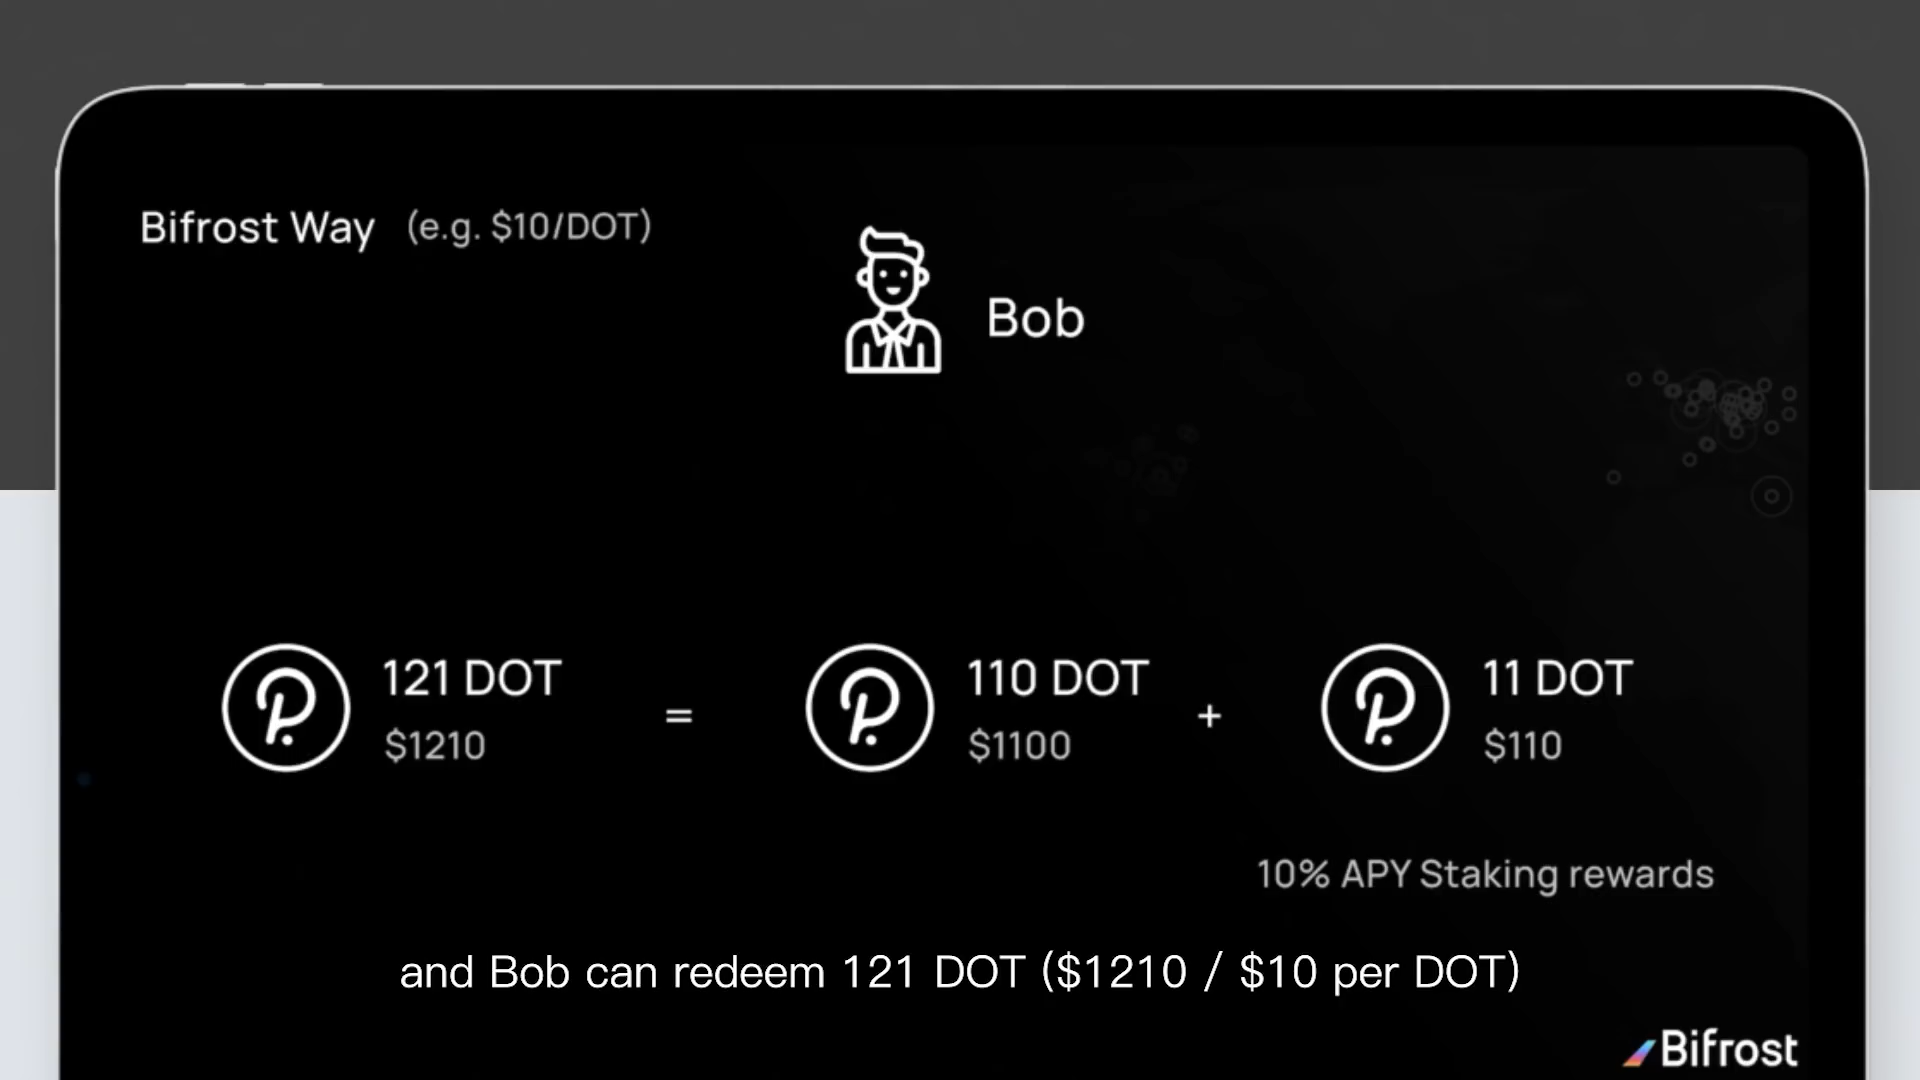 Bifrost Way (e.g. $10/DOT)
Bob
121 DOT = 110 DOT + 11 DOT
$1210 $1100 $110
10% APY Staking rewards
and Bob can redeem 121 DOT ($1210 / $10 per DOT)
Bifrost